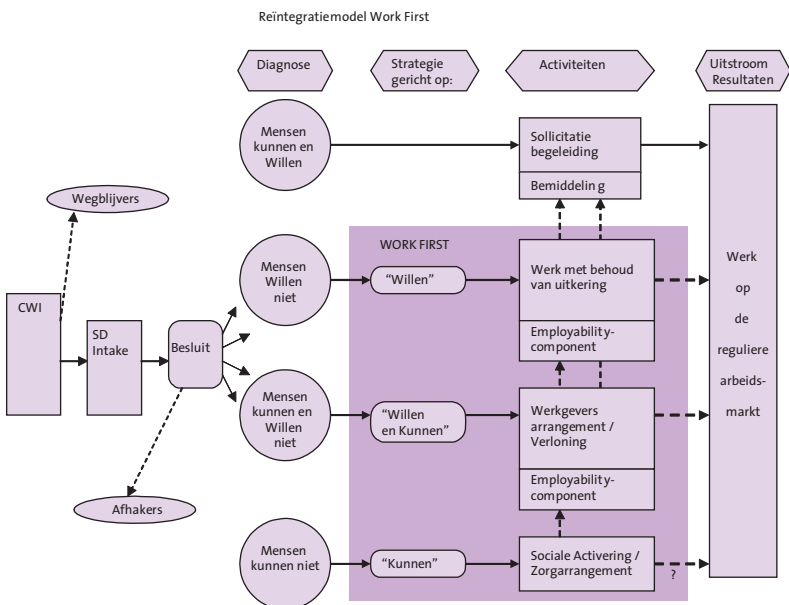 Reïntegratiemodel Work First
Diagnose
Strategie
gericht op:
Activiteiten
Uitstroom
Resultaten
Mensen
kunnen en
Willen
Sollicitatie
begeleiding
Bemiddelin g
Wegblijvers
WORK FIRST
Mensen
Willen
niet
"Willen"
Werk met behoud
van uitkering
Employability-
component
CWI
SD
Intake
Besluit
Mensen
kunnen en
Willen
niet
"Willen
en Kunnen"
Werkgevers
arrangement /
Verloning
Employability-
component
Werk
op
de
reguliere
arbeids-
markt
Afhakers
Mensen
kunnen niet
"Kunnen"
Sociale Activering /
Zorgarrangement
?